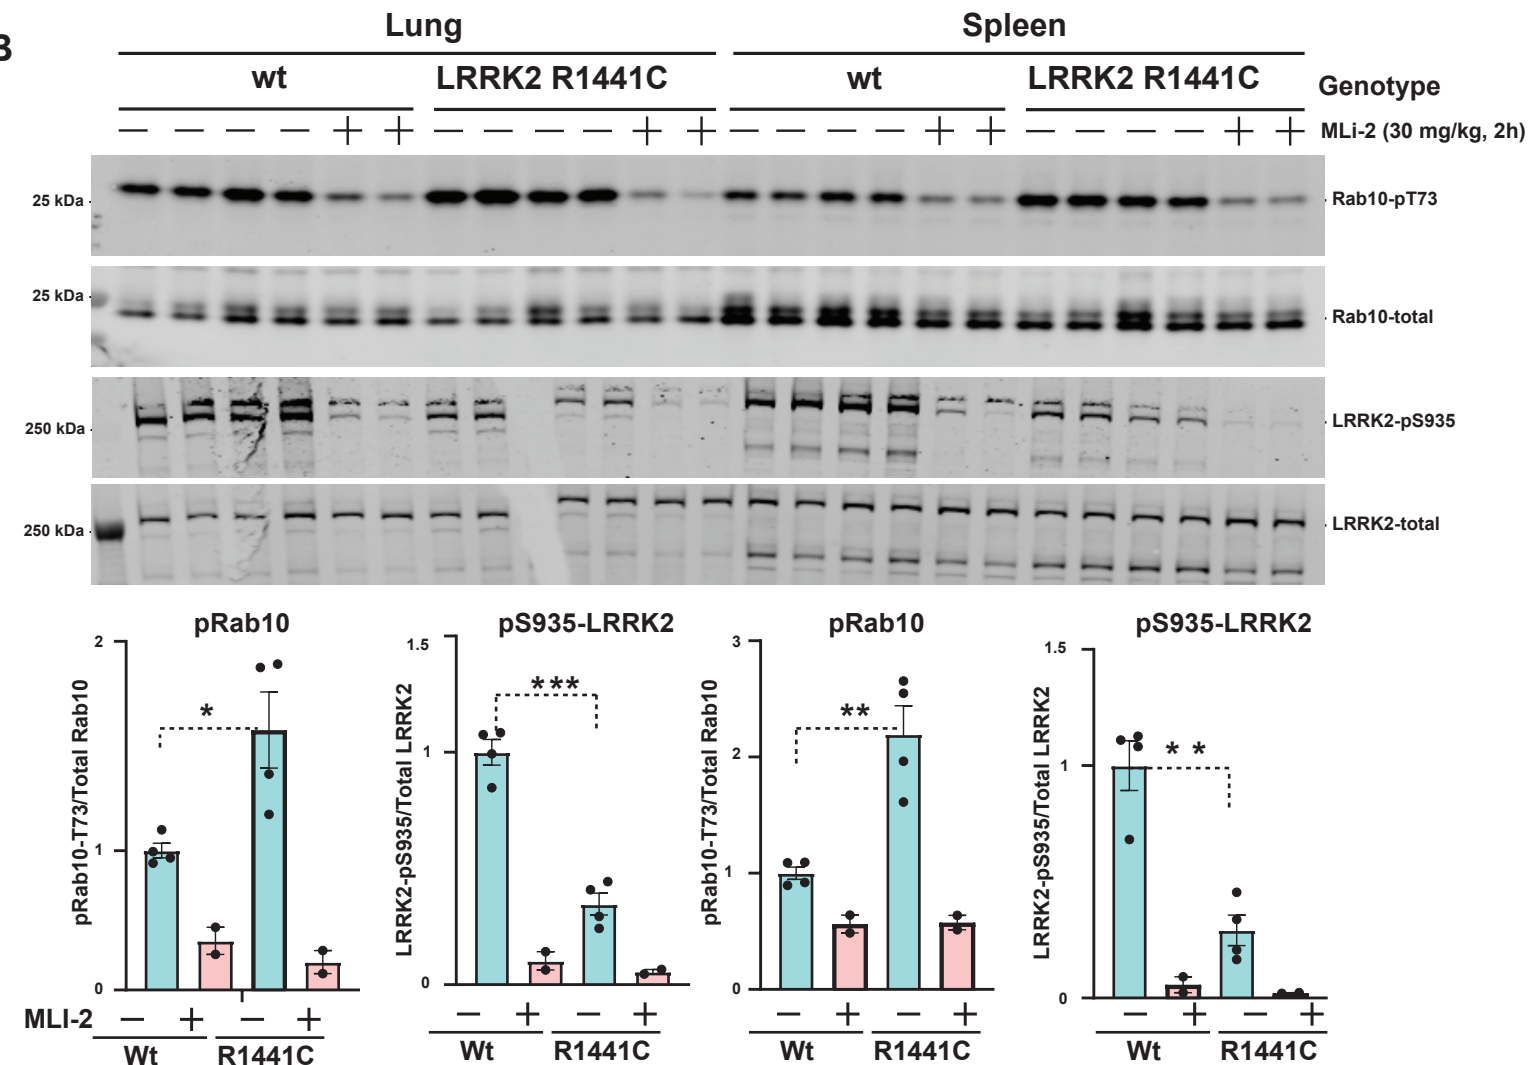 B
Lung Spleen
wt LRRK2 R1441C wt LRRK2 R1441C Genotype
— — — — + + — — — — + + — — — — + + — — — — + + MLi-2 (30 mg/kg, 2h)
25 kDa Rab10-pT73
25 kDa Rab10-total
250 kDa LRRK2-pS935
250 kDa LRRK2-total
pRab10
pRab10-T73/Total Rab10
2
1
0
*
pS935-LRRK2
LRRK2-pS935/Total LRRK2
1.5
1
0
***
pRab10
pRab10-T73/Total Rab10
3
2
1
0
**
pS935-LRRK2
LRRK2-pS935/Total LRRK2
1.5
1
0
* *
MLI-2 — + — + — + — + — + — + — + — +
Wt R1441C Wt R1441C Wt R1441C Wt R1441C